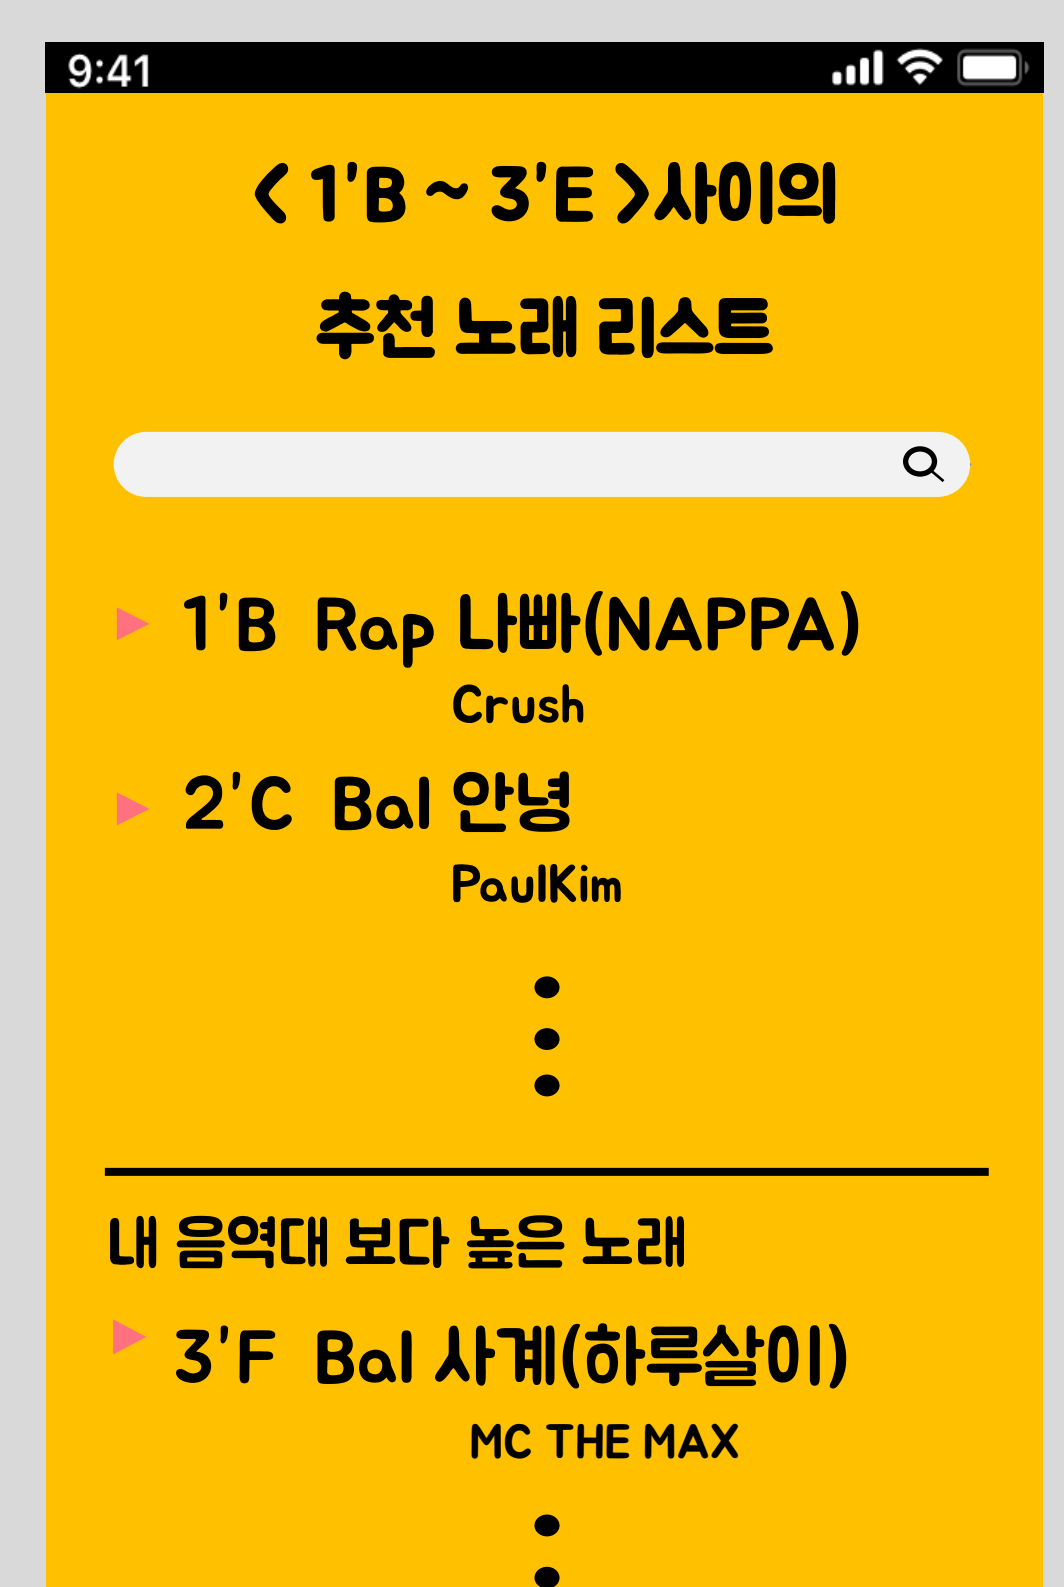 9:41
< 1'B ~ 3'E >사이의
추천 노래 리스트
1'B Rap 나빠(NAPPA)
Crush
2'C Bal 안녕
PaulKim
내 음역대 보다 높은 노래
3'F Bal 사계(하루살이)
MC THE MAX